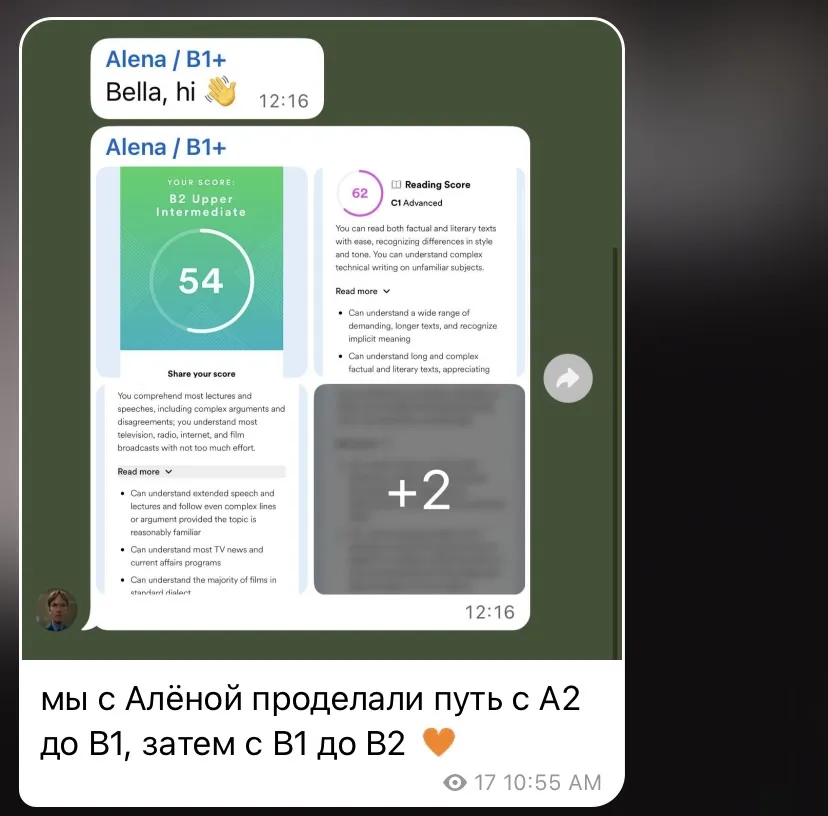 Alena / B1+
Bella, hi 👋 12:16
Alena / B1+
YOUR SCORE:
B2 Upper
Intermediate
54
Share your score
62
Reading Score
C1 Advanced
You can read both factual and literary texts
with ease, recognizing differences in style
and tone. You can understand complex
technical writing on unfamiliar subjects.
Read more
• Can understand a wide range of
demanding, longer texts, and recognize
implicit meaning
• Can understand long and complex
factual and literary texts, appreciating
You comprehend most lectures and
speeches, including complex arguments and
disagreements; you understand most
television, radio, internet, and film
broadcasts with not too much effort.
Read more
• Can understand extended speech and
lectures and follow even complex lines
or argument provided the topic is
reasonably familiar
• Can understand most TV news and
current affairs programs
• Can understand the majority of films in
standard dialect
+2
12:16
мы с Алёной проделали путь с А2
до B1, затем с B1 до B2 🧡
17 10:55 AM